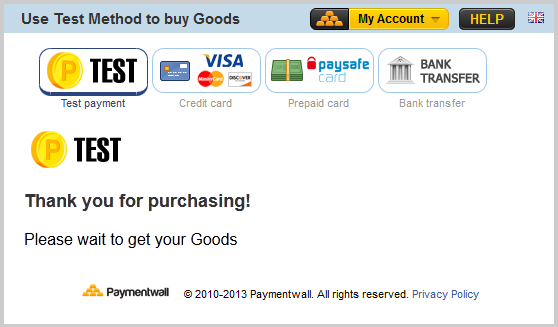 Use Test Method to buy Goods
My Account
HELP
P TEST
VISA
MasterCard
DISCOVER
paysafe
card
BANK
TRANSFER
Test payment
Credit card
Prepaid card
Bank transfer
P TEST
Thank you for purchasing!
Please wait to get your Goods
Paymentwall © 2010-2013 Paymentwall. All rights reserved. Privacy Policy